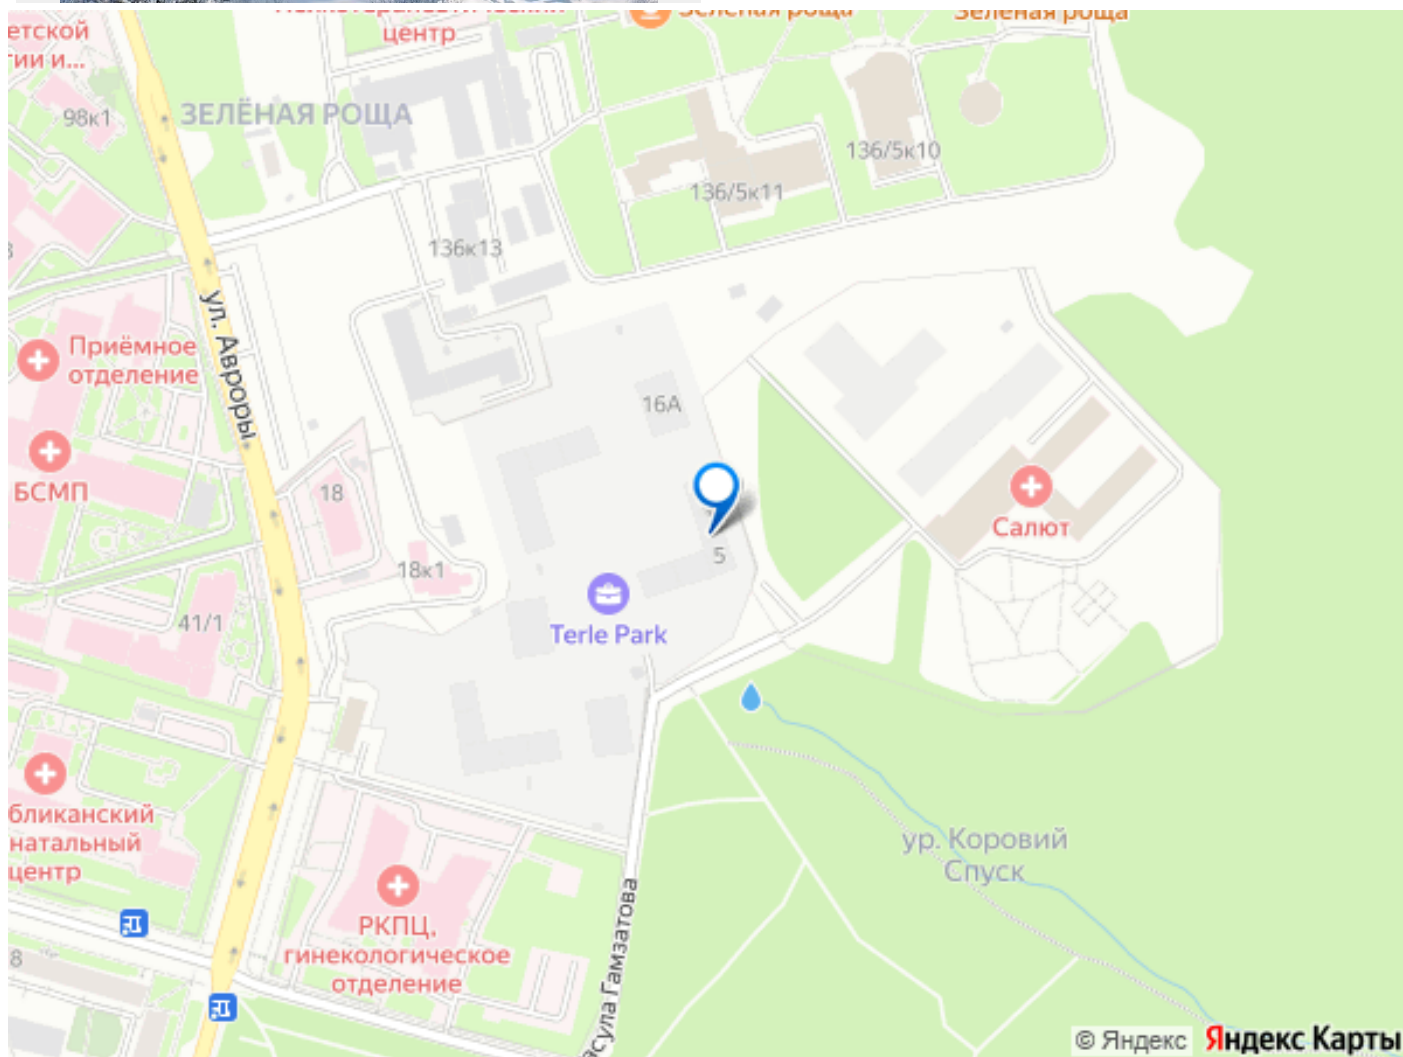 центр
Зелёная роща
Зелёная роща
етской
гии и...
98к1
ЗЕЛЁНАЯ РОЩА
136/5к10
136/5к11
136к13
ул. Авроры
Приёмное
отделение
16А
БСМП
18
Салют
5
18к1
Terle Park
41/1
бликанский
натальный
центр
ур. Коровий
Спуск
РКПЦ,
гинекологическое
отделение
асула Гамзатова
8
© Яндекс Яндекс Карты